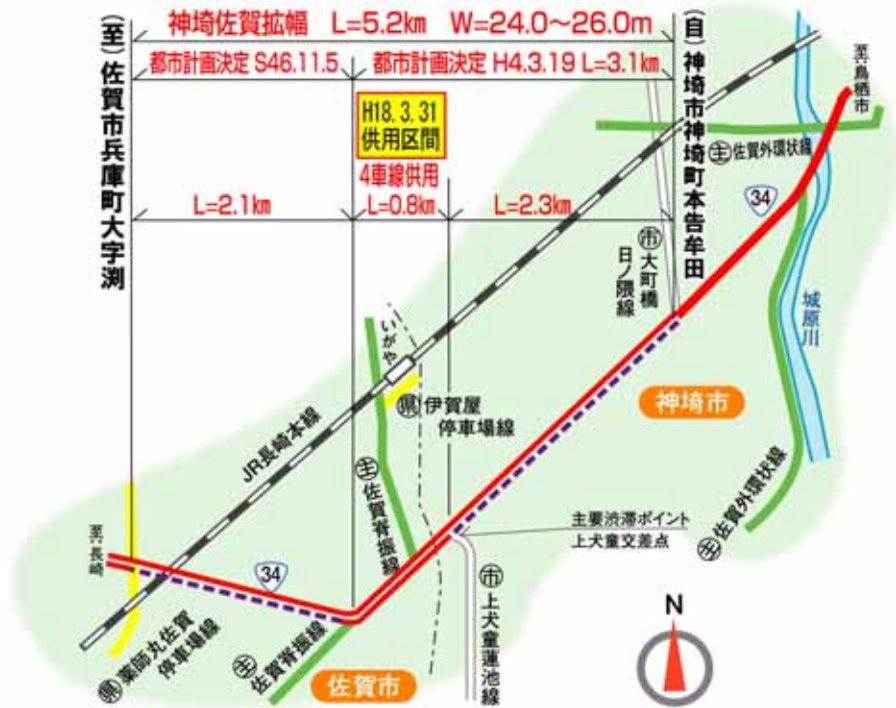 神埼佐賀拡幅 L=5.2km W=24.0～26.0m
都市計画決定 S46.11.5
都市計画決定 H4.3.19 L=3.1km
H18.3.31
供用区間
4車線供用
L=2.1km
L=0.8km
L=2.3km
(至)佐賀市兵庫町大字渕
(自)神埼市神埼町本告牟田
至:鳥栖市
主 佐賀外環状線
34
市 大町橋
日ノ隈線
城原川
いがや
県 伊賀屋
停車場線
神埼市
JR長崎本線
主 佐賀脊振線
主要渋滞ポイント
上犬童交差点
主 佐賀外環状線
至:長崎
34
県 薬師丸佐賀
停車場線
主 佐賀脊振線
佐賀市
市 上犬童蓮池線
N